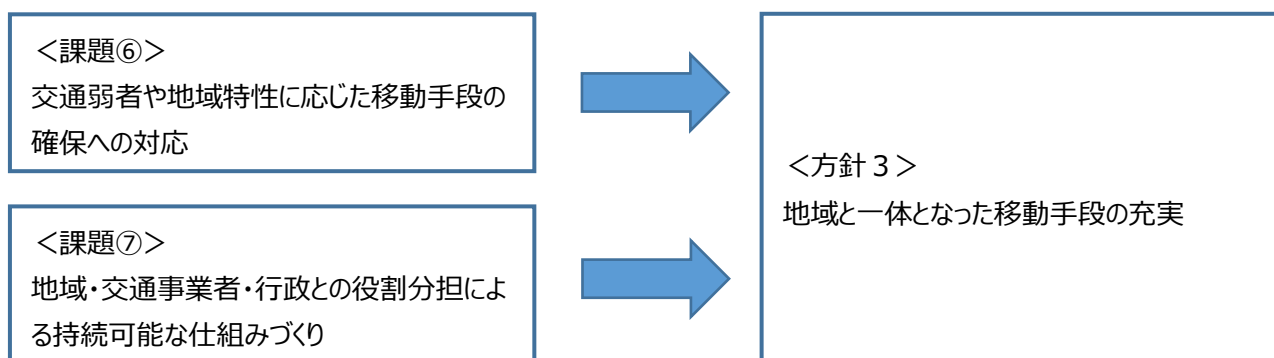 ＜課題⑥＞
交通弱者や地域特性に応じた移動手段の
確保への対応
＜課題⑦＞
地域・交通事業者・行政との役割分担によ
る持続可能な仕組みづくり
＜方針３＞
地域と一体となった移動手段の充実